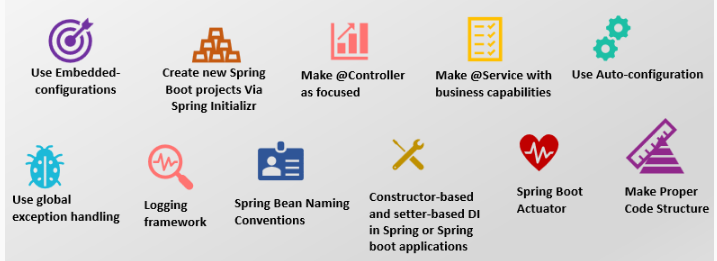 Use Embedded-
configurations
Create new Spring
Boot projects Via
Spring Initializr
Make @Controller
as focused
Make @Service with
business capabilities
Use Auto-configuration
Use global
exception handling
Logging
framework
Spring Bean Naming
Conventions
Constructor-based
and setter-based DI
in Spring or Spring
boot applications
Spring Boot
Actuator
Make Proper
Code Structure